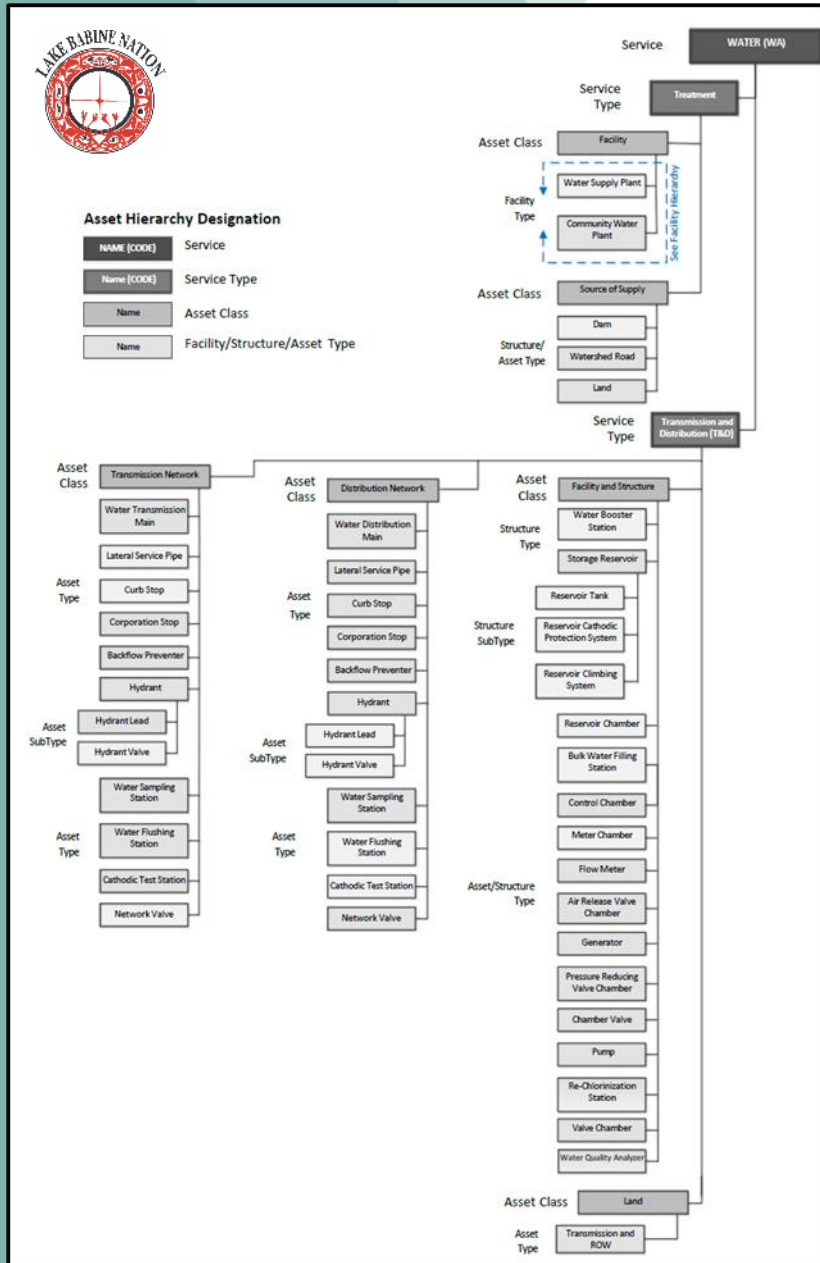 LAKE BABINE NATION
Service
WATER (WA)
Service
Type
Treatment
Asset Class
Facility
Water Supply Plant
Facility
Type
Community Water
Plant
See Facility Hierarchy
Asset Hierarchy Designation
NAME (CODE)
Service
Name (CODE)
Service Type
Name
Asset Class
Name
Facility/Structure/Asset Type
Asset Class
Source of Supply
Dam
Structure/
Asset Type
Watershed Road
Land
Service
Type
Transmission and
Distribution (T&D)
Asset
Class
Transmission Network
Water Transmission
Main
Lateral Service Pipe
Asset
Type
Curb Stop
Corporation Stop
Backflow Preventer
Hydrant
Asset
SubType
Hydrant Lead
Hydrant Valve
Water Sampling
Station
Asset
Type
Water Flushing
Station
Cathodic Test Station
Network Valve
Asset
Class
Distribution Network
Water Distribution
Main
Lateral Service Pipe
Asset
Type
Curb Stop
Corporation Stop
Backflow Preventer
Hydrant
Asset
SubType
Hydrant Lead
Hydrant Valve
Water Sampling
Station
Asset
Type
Water Flushing
Station
Cathodic Test Station
Network Valve
Asset
Class
Facility and Structure
Structure
Type
Water Booster
Station
Storage Reservoir
Structure
SubType
Reservoir Tank
Reservoir Cathodic
Protection System
Reservoir Climbing
System
Reservoir Chamber
Bulk Water Filling
Station
Control Chamber
Meter Chamber
Asset/Structure
Type
Flow Meter
Air Release Valve
Chamber
Generator
Pressure Reducing
Valve Chamber
Chamber Valve
Pump
Re-Chlorinization
Station
Valve Chamber
Water Quality Analyzer
Asset Class
Land
Asset
Type
Transmission and
ROW